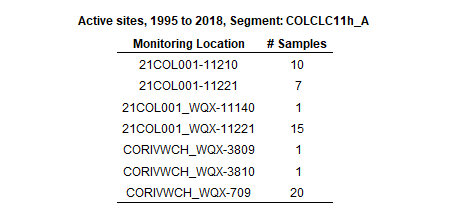 Active sites, 1995 to 2018, Segment: COLCLC11h_A
Monitoring Location # Samples
21COL001-11210 10
21COL001-11221 7
21COL001_WQX-11140 1
21COL001_WQX-11221 15
CORIVWCH_WQX-3809 1
CORIVWCH_WQX-3810 1
CORIVWCH_WQX-709 20